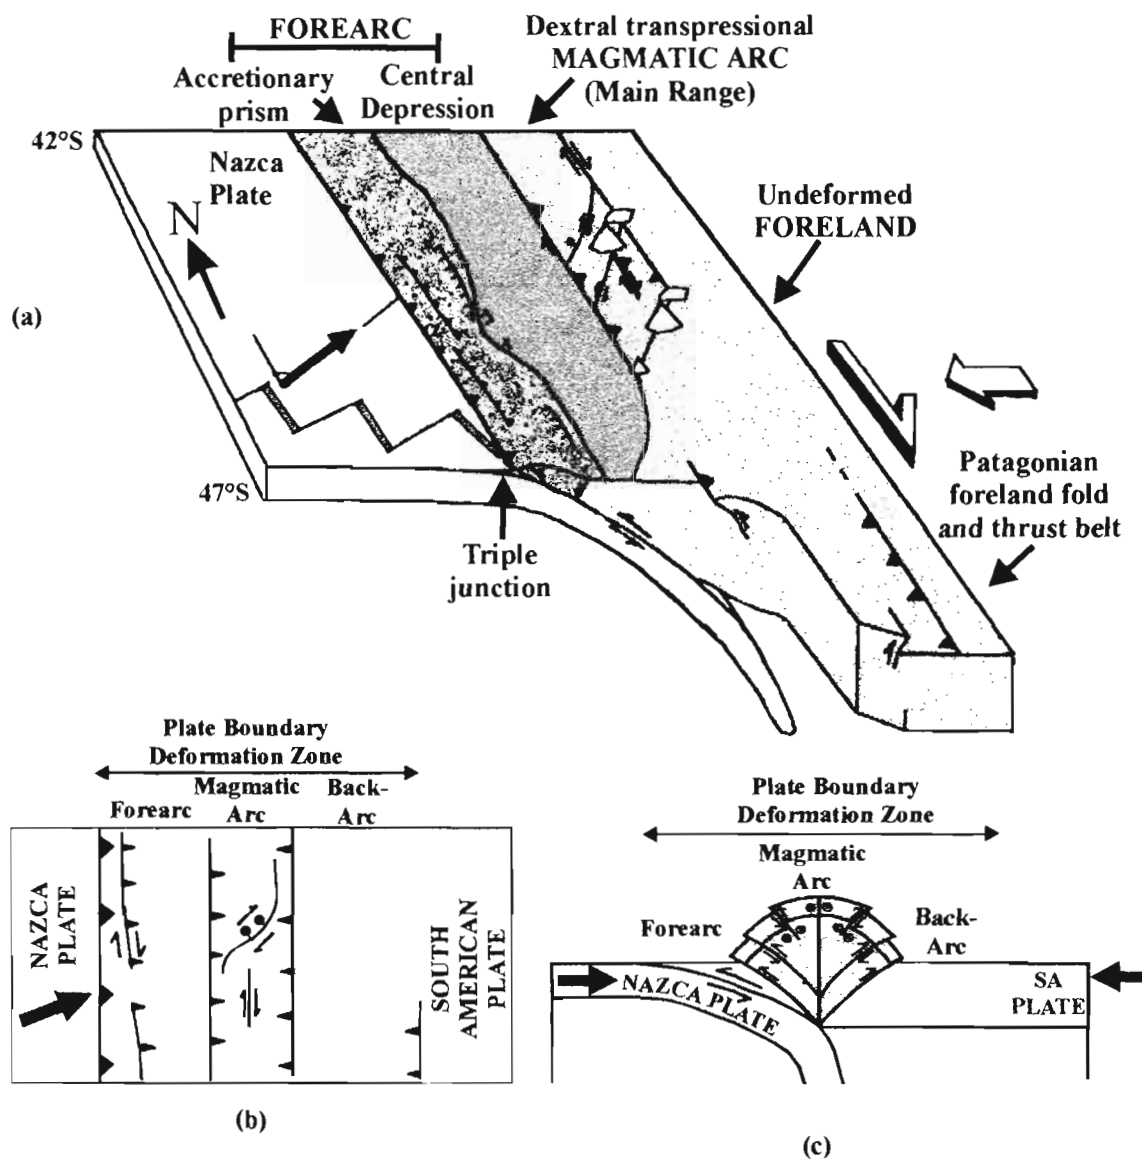 FOREARC
Dextral transpressional
MAGMATIC ARC
(Main Range)
Accretionary
prism
Central
Depression
42°S
Nazca
Plate
N
Undeformed
FORELAND
(a)
47°S
Patagonian
foreland fold
and thrust belt
Triple
junction
Plate Boundary
Deformation Zone
Forearc
Magmatic
Arc
Back-
Arc
NAZCA
PLATE
SOUTH
AMERICAN
PLATE
(b)
Plate Boundary
Deformation Zone
Magmatic
Arc
Forearc
Back-
Arc
NAZCA PLATE
SA
PLATE
(c)